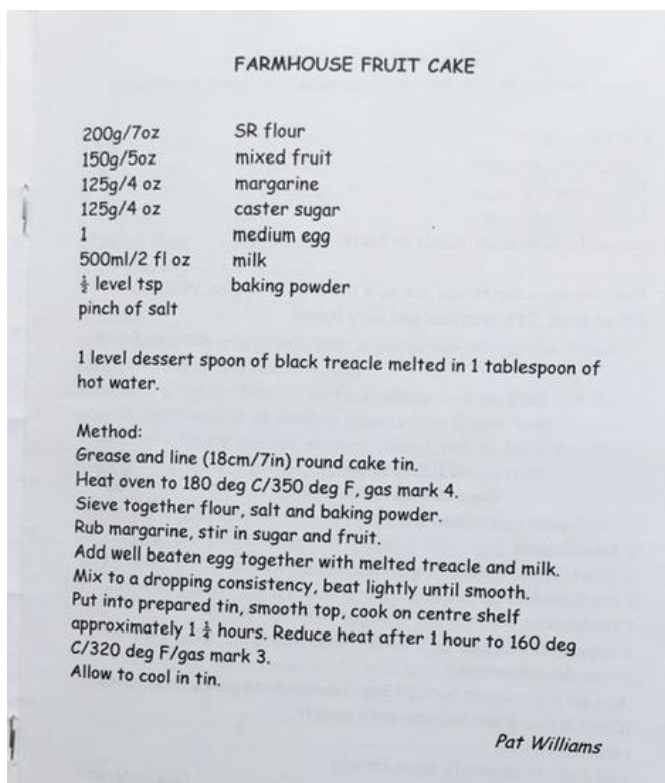 FARMHOUSE FRUIT CAKE
200g/7oz SR flour
150g/5oz mixed fruit
125g/4 oz margarine
125g/4 oz caster sugar
1 medium egg
500ml/2 fl oz milk
½ level tsp baking powder
pinch of salt
1 level dessert spoon of black treacle melted in 1 tablespoon of
hot water.
Method:
Grease and line (18cm/7in) round cake tin.
Heat oven to 180 deg C/350 deg F, gas mark 4.
Sieve together flour, salt and baking powder.
Rub margarine, stir in sugar and fruit.
Add well beaten egg together with melted treacle and milk.
Mix to a dropping consistency, beat lightly until smooth.
Put into prepared tin, smooth top, cook on centre shelf
approximately 1 ½ hours. Reduce heat after 1 hour to 160 deg
C/320 deg F/gas mark 3.
Allow to cool in tin.
Pat Williams